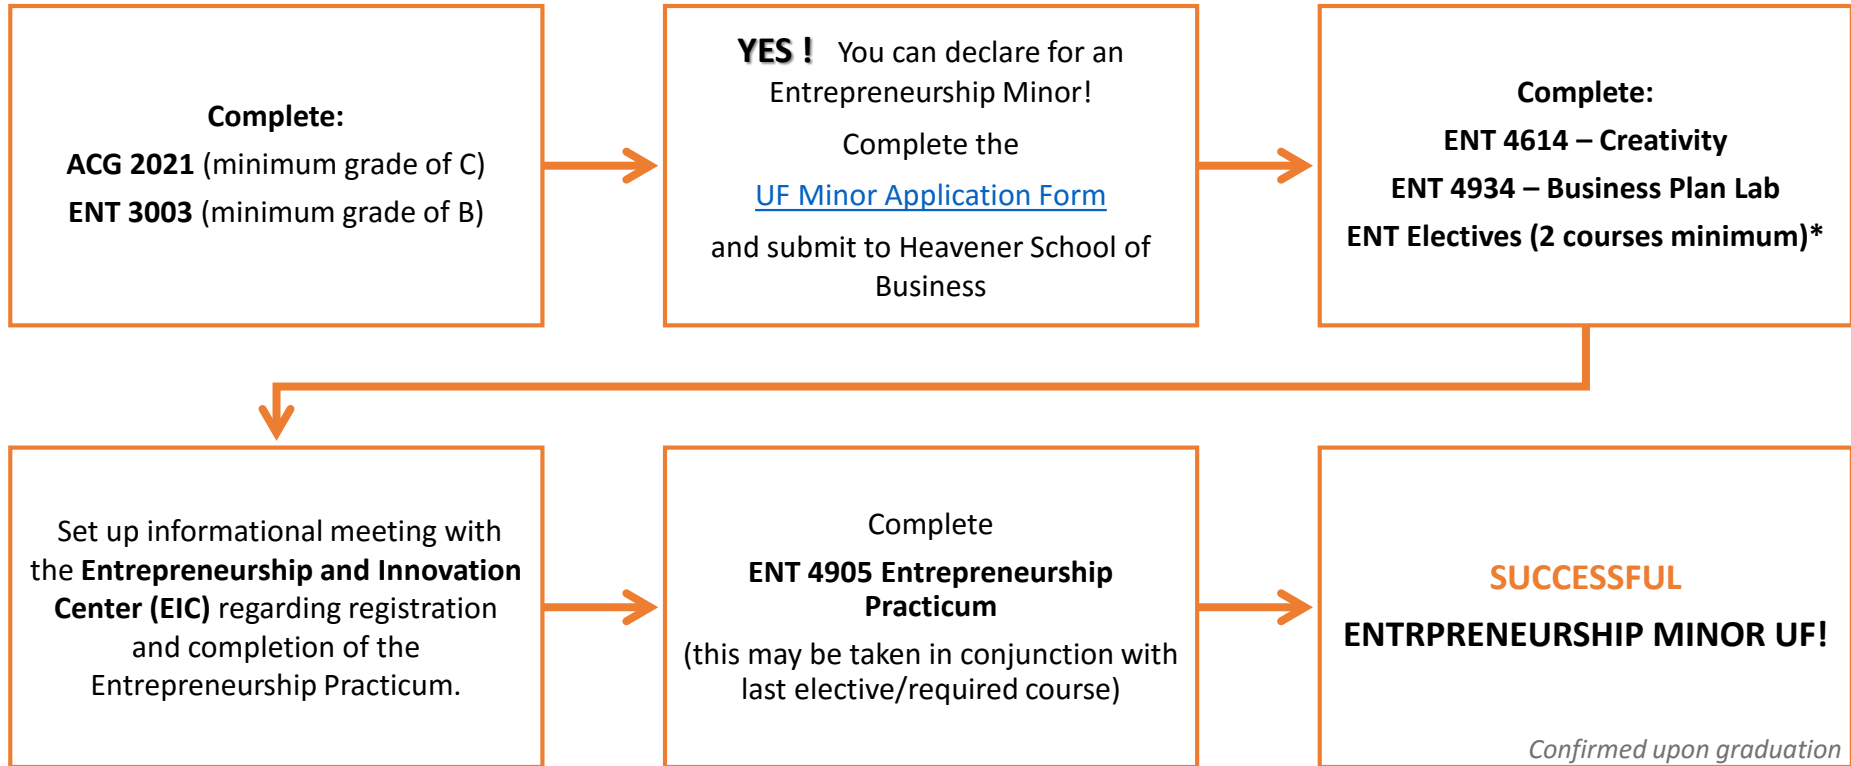 Complete:
ACG 2021 (minimum grade of C)
ENT 3003 (minimum grade of B)
YES ! You can declare for an
Entrepreneurship Minor!
Complete the
UF Minor Application Form
and submit to Heavener School of
Business
Complete:
ENT 4614 – Creativity
ENT 4934 – Business Plan Lab
ENT Electives (2 courses minimum)*
Set up informational meeting with
the Entrepreneurship and Innovation
Center (EIC) regarding registration
and completion of the
Entrepreneurship Practicum.
Complete
ENT 4905 Entrepreneurship
Practicum
(this may be taken in conjunction with
last elective/required course)
SUCCESSFUL
ENTRPRENEURSHIP MINOR UF!
Confirmed upon graduation